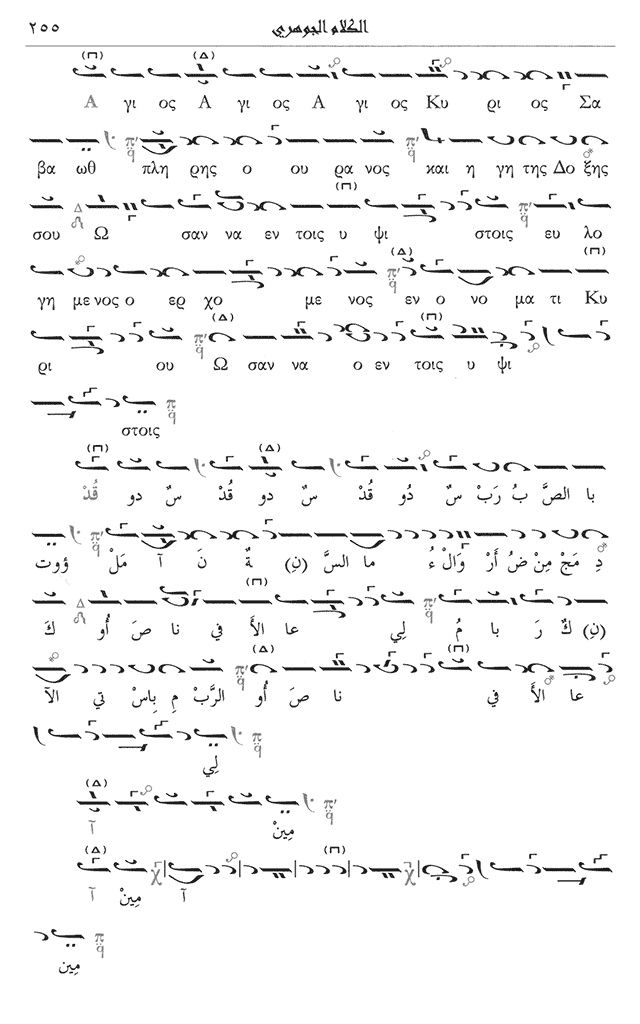 الكلام الجوهري ٢٥٥
Α γι ος Α γι ος Α γι ος Κυ ρι ος Σα
βα ωθ πλη ρης ο ου ρα νος και η γη της Δο ξης
σου Ω σαν να εν τοις υ ψι στοις ευ λο
γη με νος ο ερ χο με νος εν ο νο μα τι Κυ
ρι ου Ω σαν να ο εν τοις υ ψι
στοις
قُدْ دو سٌ قُدْ دو سٌ قُدْ دُو سٌ رَبْ بُ الصَّ با
ؤوت مَلْ آ نَ ةٌ (نِ) السَّ ما ءُ وَالْ أَرْ ضُ مِنْ مَجْ دِ
كَ أُو صَ نا في الأَ عا لِي مُ با رَ كٌ (نِ)
الآ تي بِاسْ مِ الرَّبْ أُو صَ نا في الأَ عا
لِي
آ مِينْ
آ مِينْ آ
مِين